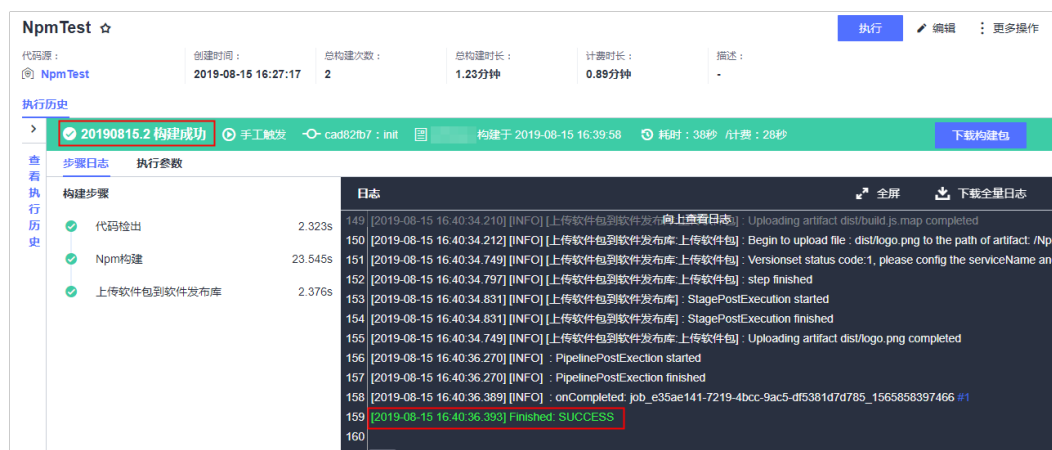 NpmTest
执行
编辑
更多操作
代码源： 创建时间： 总构建次数： 总构建时长： 计费时长： 描述：
NpmTest 2019-08-15 16:27:17 2 1.23分钟 0.89分钟 -
执行历史
20190815.2 构建成功 手工触发 cad82fb7：init 构建于 2019-08-15 16:39:58 耗时：38秒 /计费：28秒 下载构建包
查看执行历史
步骤日志 执行参数
构建步骤
代码检出 2.323s
Npm构建 23.545s
上传软件包到软件发布库 2.376s
日志 全屏 下载全量日志
向上查看日志
149 [2019-08-15 16:40:34.210] [INFO] [上传软件包到软件发布库:上传软件包] : Uploading artifact dist/build.js.map completed
150 [2019-08-15 16:40:34.212] [INFO] [上传软件包到软件发布库:上传软件包] : Begin to upload file : dist/logo.png to the path of artifact: /Np
151 [2019-08-15 16:40:34.749] [INFO] [上传软件包到软件发布库:上传软件包] : Versionset status code:1, please config the serviceName an
152 [2019-08-15 16:40:34.797] [INFO] [上传软件包到软件发布库:上传软件包] : step finished
153 [2019-08-15 16:40:34.831] [INFO] [上传软件包到软件发布库] : StagePostExecution started
154 [2019-08-15 16:40:34.831] [INFO] [上传软件包到软件发布库] : StagePostExecution finished
155 [2019-08-15 16:40:34.749] [INFO] [上传软件包到软件发布库:上传软件包] : Uploading artifact dist/logo.png completed
156 [2019-08-15 16:40:36.270] [INFO] : PipelinePostExection started
157 [2019-08-15 16:40:36.270] [INFO] : PipelinePostExection finished
158 [2019-08-15 16:40:36.389] [INFO] : onCompleted: job_e35ae141-7219-4bcc-9ac5-df5381d7d785_1565858397466 #1
159 [2019-08-15 16:40:36.393] Finished: SUCCESS
160